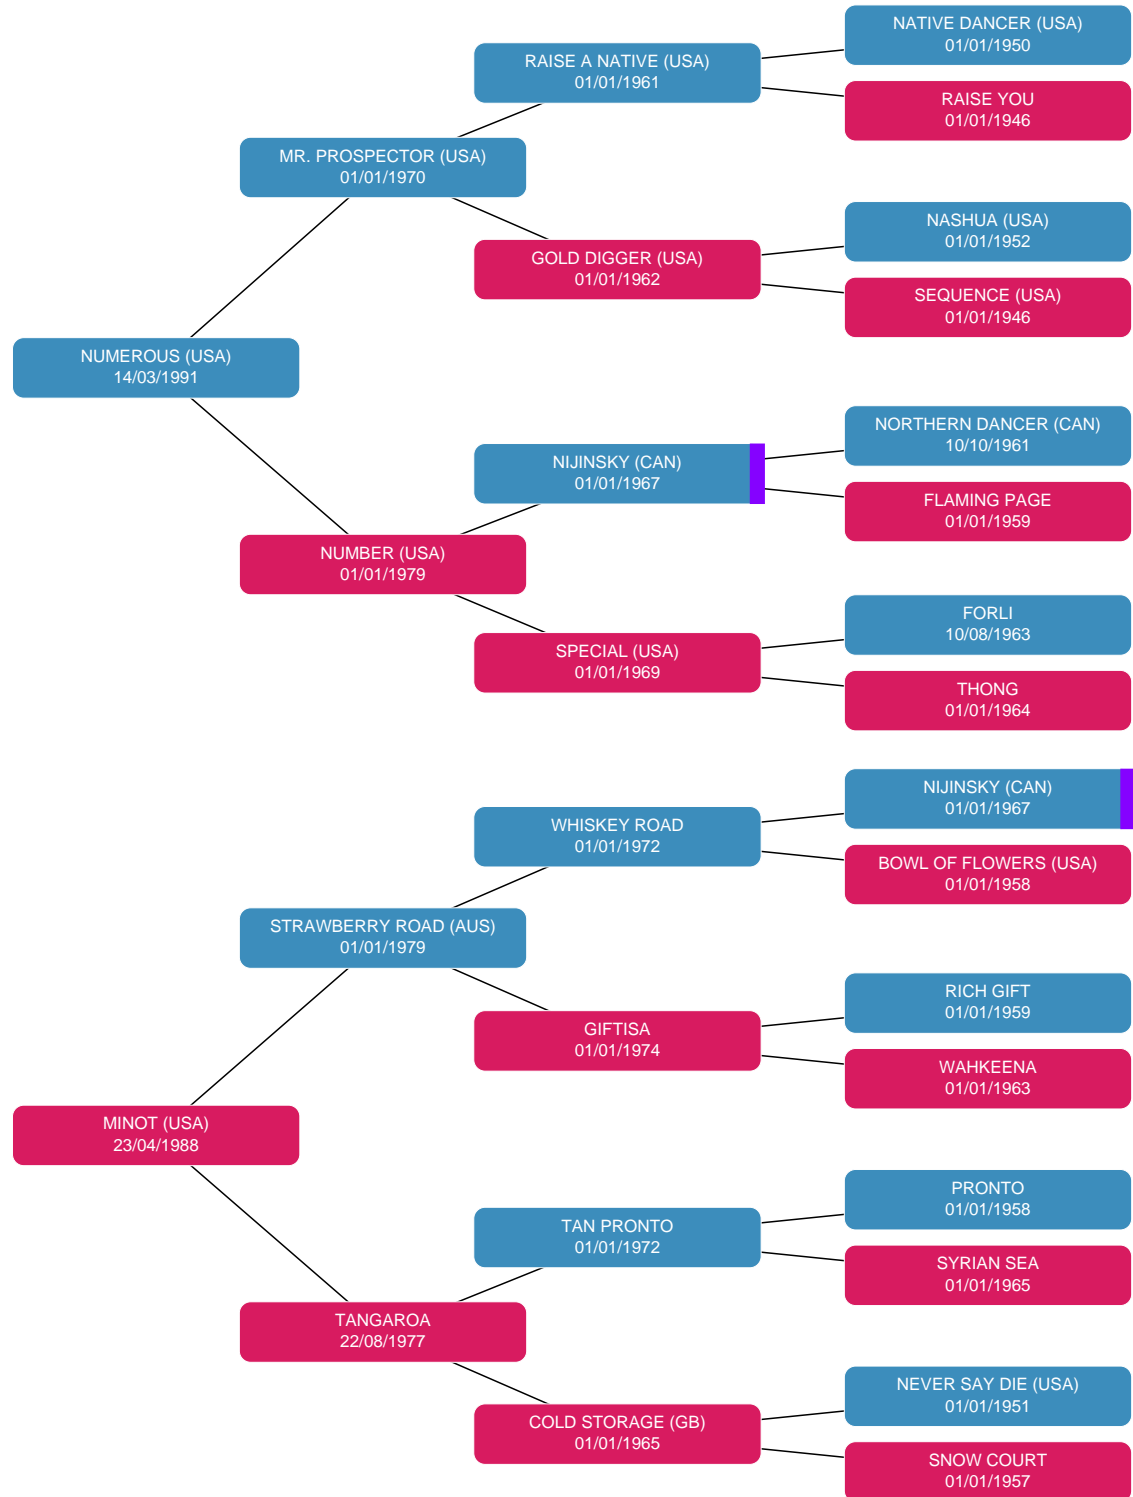 NATIVE DANCER (USA)
01/01/1950
RAISE A NATIVE (USA)
01/01/1961
RAISE YOU
01/01/1946
MR. PROSPECTOR (USA)
01/01/1970
NASHUA (USA)
01/01/1952
GOLD DIGGER (USA)
01/01/1962
SEQUENCE (USA)
01/01/1946
NUMEROUS (USA)
14/03/1991
NORTHERN DANCER (CAN)
10/10/1961
NIJINSKY (CAN)
01/01/1967
FLAMING PAGE
01/01/1959
NUMBER (USA)
01/01/1979
FORLI
10/08/1963
SPECIAL (USA)
01/01/1969
THONG
01/01/1964
NIJINSKY (CAN)
01/01/1967
WHISKEY ROAD
01/01/1972
BOWL OF FLOWERS (USA)
01/01/1958
STRAWBERRY ROAD (AUS)
01/01/1979
RICH GIFT
01/01/1959
GIFTISA
01/01/1974
WAHKEENA
01/01/1963
MINOT (USA)
23/04/1988
PRONTO
01/01/1958
TAN PRONTO
01/01/1972
SYRIAN SEA
01/01/1965
TANGAROA
22/08/1977
NEVER SAY DIE (USA)
01/01/1951
COLD STORAGE (GB)
01/01/1965
SNOW COURT
01/01/1957